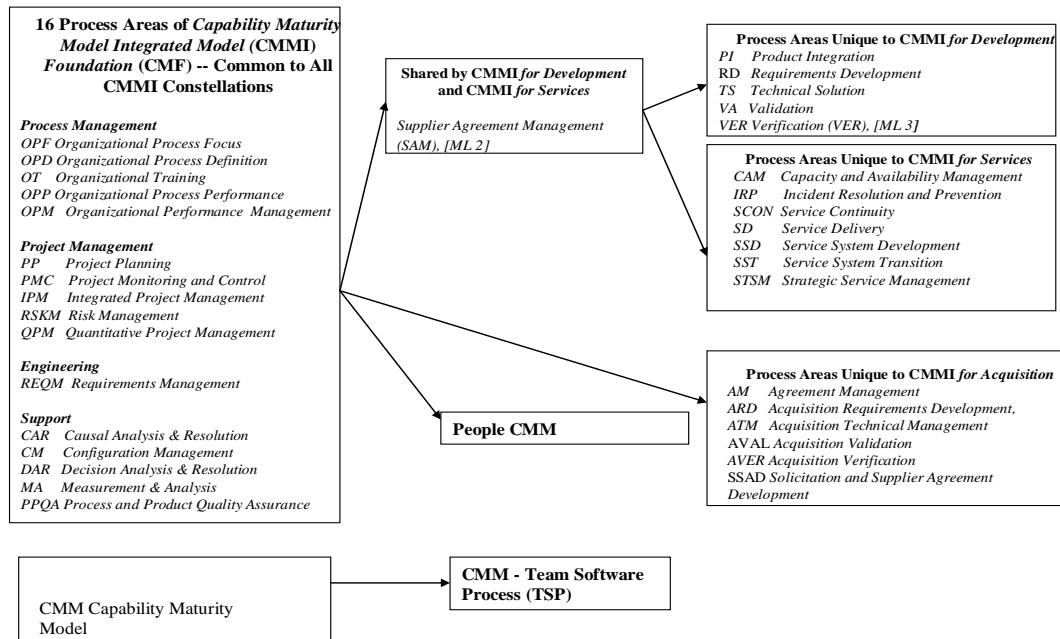 16 Process Areas of Capability Maturity
Model Integrated Model (CMMI)
Foundation (CMF) -- Common to All
CMMI Constellations
Process Management
OPF Organizational Process Focus
OPD Organizational Process Definition
OT Organizational Training
OPP Organizational Process Performance
OPM Organizational Performance Management
Project Management
PP Project Planning
PMC Project Monitoring and Control
IPM Integrated Project Management
RSKM Risk Management
QPM Quantitative Project Management
Engineering
REQM Requirements Management
Support
CAR Causal Analysis & Resolution
CM Configuration Management
DAR Decision Analysis & Resolution
MA Measurement & Analysis
PPQA Process and Product Quality Assurance
Shared by CMMI for Development
and CMMI for Services
Supplier Agreement Management
(SAM), [ML 2]
Process Areas Unique to CMMI for Development
PI Product Integration
RD Requirements Development
TS Technical Solution
VA Validation
VER Verification (VER), [ML 3]
Process Areas Unique to CMMI for Services
CAM Capacity and Availability Management
IRP Incident Resolution and Prevention
SCON Service Continuity
SD Service Delivery
SSD Service System Development
SST Service System Transition
STSM Strategic Service Management
People CMM
Process Areas Unique to CMMI for Acquisition
AM Agreement Management
ARD Acquisition Requirements Development,
ATM Acquisition Technical Management
AVAL Acquisition Validation
AVER Acquisition Verification
SSAD Solicitation and Supplier Agreement
Development
CMM Capability Maturity
Model
CMM - Team Software
Process (TSP)